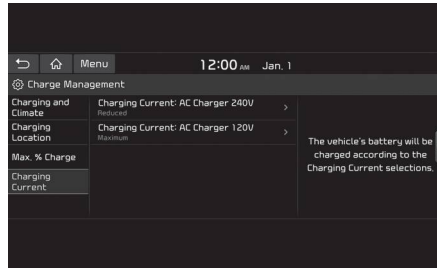 Menu
12:00 AM Jan. 1
Charge Management
Charging and
Climate
Charging
Location
Max. % Charge
Charging
Current
Charging Current: AC Charger 240V
Reduced
Charging Current: AC Charger 120V
Maximum
The vehicle's battery will be
charged according to the
Charging Current selections.